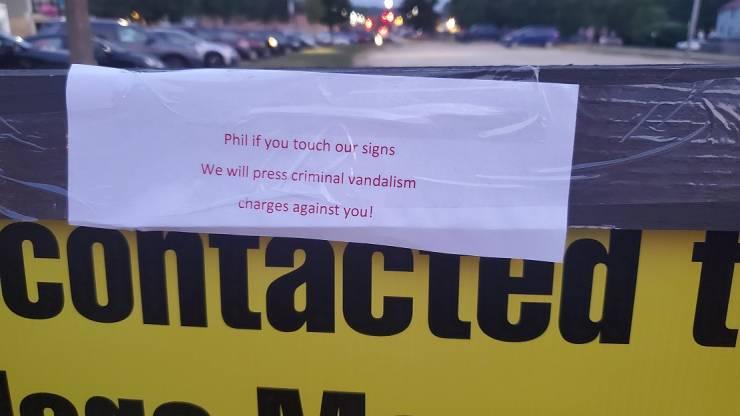 Phil if you touch our signs
We will press criminal vandalism
charges against you!
contacted t